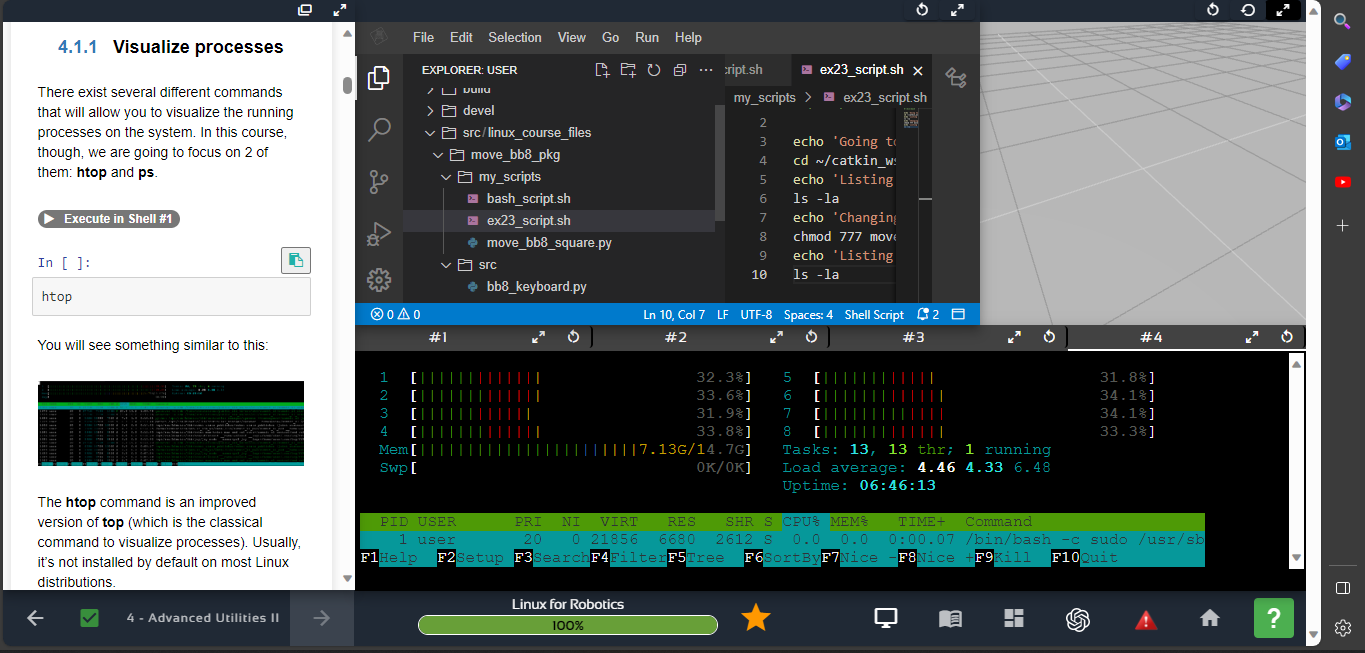 4.1.1 Visualize processes
There exist several different commands
that will allow you to visualize the running
processes on the system. In this course,
though, we are going to focus on 2 of
them: htop and ps.
Execute in Shell #1
In [ ]:
htop
You will see something similar to this:
The htop command is an improved
version of top (which is the classical
command to visualize processes). Usually,
it's not installed by default on most Linux
distributions.
File Edit Selection View Go Run Help
EXPLORER: USER
build
devel
src/linux_course_files
move_bb8_pkg
my_scripts
bash_script.sh
ex23_script.sh
move_bb8_square.py
src
bb8_keyboard.py
cript.sh
ex23_script.sh
my_scripts > ex23_script.sh
2
3 echo 'Going to
4 cd ~/catkin_ws
5 echo 'Listing
6 ls -la
7 echo 'Changing
8 chmod 777 move
9 echo 'Listing
10 ls -la
0 0
Ln 10, Col 7 LF UTF-8 Spaces: 4 Shell Script 2
#1 #2 #3 #4
1 [||||||||||||| 32.3%] 5 [|||||||||||| 31.8%]
2 [||||||||||||| 33.6%] 6 [||||||||||||| 34.1%]
3 [|||||||||||| 31.9%] 7 [||||||||||||| 34.1%]
4 [||||||||||||| 33.8%] 8 [||||||||||||| 33.3%]
Mem[|||||||||||||||||||||||7.13G/14.7G] Tasks: 13, 13 thr; 1 running
Swp[ 0K/0K] Load average: 4.46 4.33 6.48
Uptime: 06:46:13
PID USER PRI NI VIRT RES SHR S CPU% MEM% TIME+ Command
1 user 20 0 21856 6680 2612 S 0.0 0.0 0:00.07 /bin/bash -c sudo /usr/sb
F1Help F2Setup F3SearchF4FilterF5Tree F6SortByF7Nice -F8Nice +F9Kill F10Quit
4 - Advanced Utilities II
Linux for Robotics
100%
?